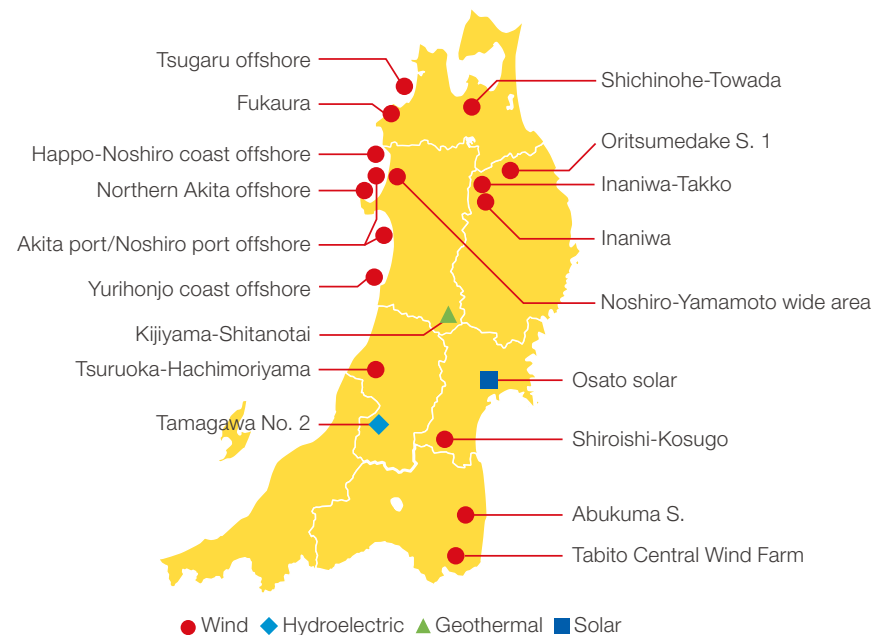 Tsugaru offshore
Fukaura
Happo-Noshiro coast offshore
Northern Akita offshore
Akita port/Noshiro port offshore
Yurihonjo coast offshore
Kijiyama-Shitanotai
Tsuruoka-Hachimoriyama
Tamagawa No. 2
Shichinohe-Towada
Oritsumedake S. 1
Inaniwa-Takko
Inaniwa
Noshiro-Yamamoto wide area
Osato solar
Shiroishi-Kosugo
Abukuma S.
Tabito Central Wind Farm
Wind Hydroelectric Geothermal Solar